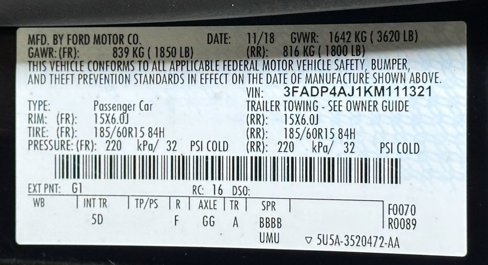 MFD. BY FORD MOTOR CO. DATE: 11/18 GVWR: 1642 KG ( 3620 LB)
GAWR: (FR): 839 KG ( 1850 LB) (RR): 816 KG ( 1800 LB)
THIS VEHICLE CONFORMS TO ALL APPLICABLE FEDERAL MOTOR VEHICLE SAFETY, BUMPER,
AND THEFT PREVENTION STANDARDS IN EFFECT ON THE DATE OF MANUFACTURE SHOWN ABOVE.
VIN: 3FADP4AJ1KM111321
TYPE: Passenger Car TRAILER TOWING - SEE OWNER GUIDE
RIM: (FR): 15X6.0J (RR): 15X6.0J
TIRE: (FR): 185/60R15 84H (RR): 185/60R15 84H
PRESSURE: (FR): 220 kPa/ 32 PSI COLD (RR): 220 kPa/ 32 PSI COLD
EXT PNT: G1 RC: 16 DSO:
WB INT TR TP/PS R AXLE TR SPR F0070
5D F GG A BBBB R0089
UMU ▽ 5U5A-3520472-AA